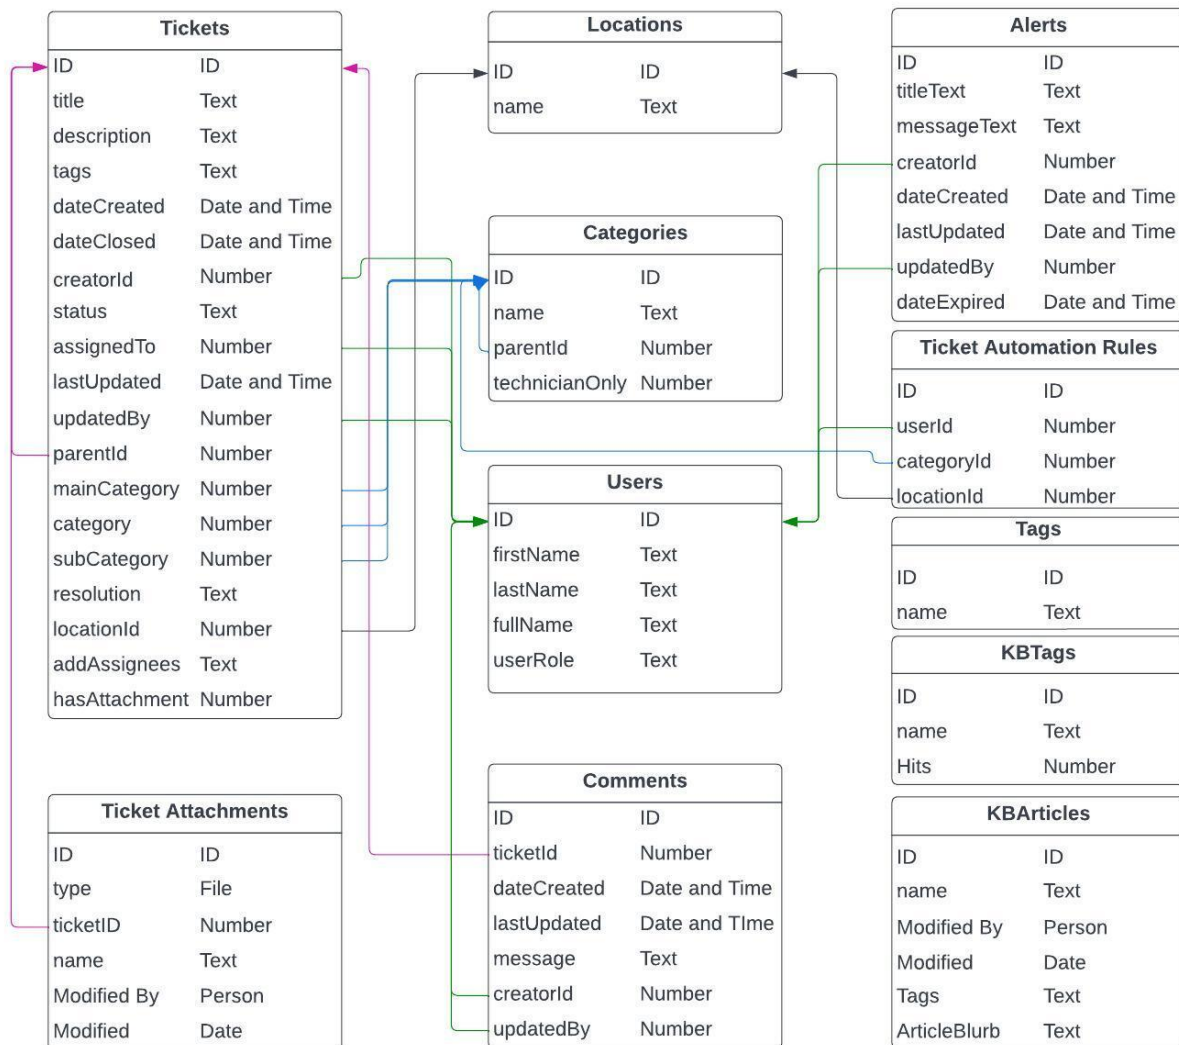 Tickets
ID ID
title Text
description Text
tags Text
dateCreated Date and Time
dateClosed Date and Time
creatorId Number
status Text
assignedTo Number
lastUpdated Date and Time
updatedBy Number
parentId Number
mainCategory Number
category Number
subCategory Number
resolution Text
locationId Number
addAssignees Text
hasAttachment Number
Ticket Attachments
ID ID
type File
ticketID Number
name Text
Modified By Person
Modified Date
Locations
ID ID
name Text
Categories
ID ID
name Text
parentId Number
technicianOnly Number
Users
ID ID
firstName Text
lastName Text
fullName Text
userRole Text
Comments
ID ID
ticketId Number
dateCreated Date and Time
lastUpdated Date and TIme
message Text
creatorId Number
updatedBy Number
Alerts
ID ID
titleText Text
messageText Text
creatorId Number
dateCreated Date and Time
lastUpdated Date and Time
updatedBy Number
dateExpired Date and Time
Ticket Automation Rules
ID ID
userId Number
categoryId Number
locationId Number
Tags
ID ID
name Text
KBTags
ID ID
name Text
Hits Number
KBArticles
ID ID
name Text
Modified By Person
Modified Date
Tags Text
ArticleBlurb Text